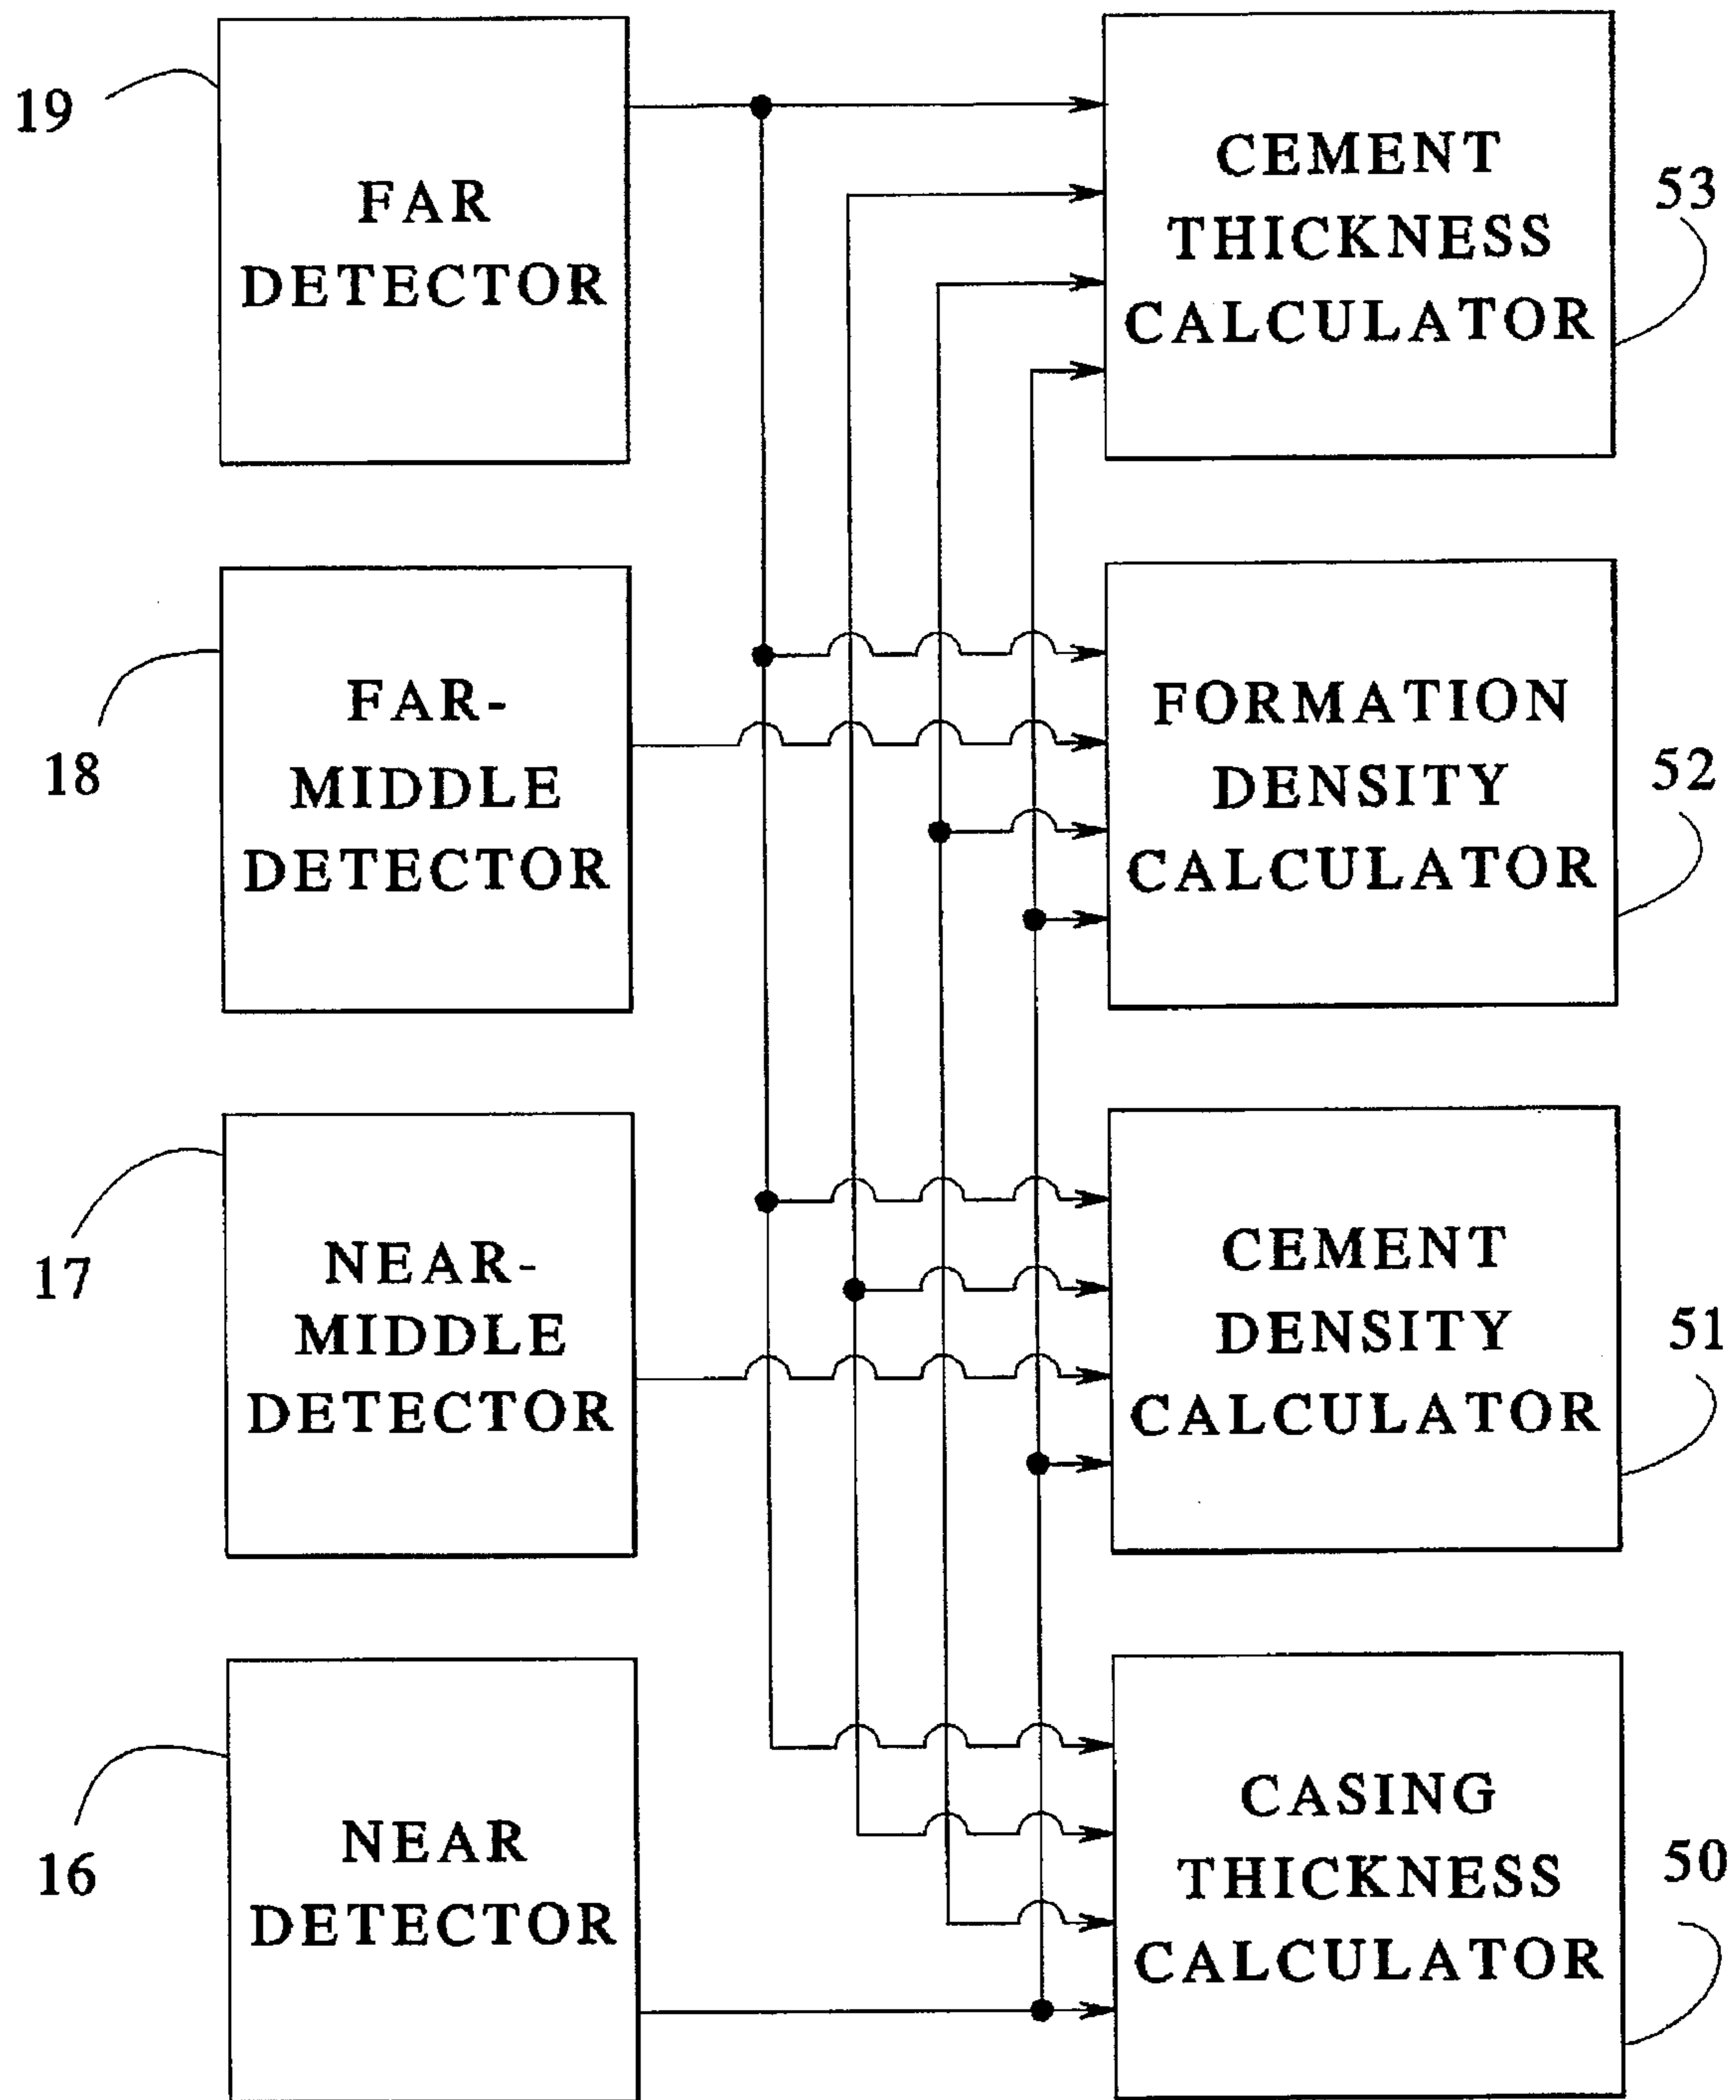 19
FAR
DETECTOR
CEMENT
THICKNESS
CALCULATOR
53
18
FAR-
MIDDLE
DETECTOR
FORMATION
DENSITY
CALCULATOR
52
17
NEAR-
MIDDLE
DETECTOR
CEMENT
DENSITY
CALCULATOR
51
16
NEAR
DETECTOR
CASING
THICKNESS
CALCULATOR
50